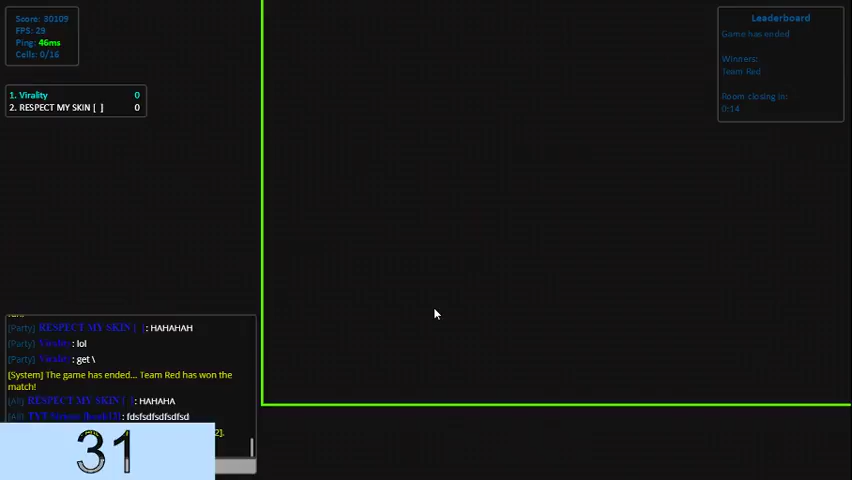 Score: 30109
FPS: 29
Ping: 46ms
Cells: 0/16
1. Virality 0
2. RESPECT MY SKIN [ ] 0
Leaderboard
Game has ended
Winners:
Team Red
Room closing in:
0:14
[Party] RESPECT MY SKIN [ ] : HAHAHAH
[Party] Virality : lol
[Party] Virality : get \
[System] The game has ended... Team Red has won the
match!
[All] RESPECT MY SKIN [ ] : HAHAHA
[All] : fdsfsdfsdfsdfsd
2].
31